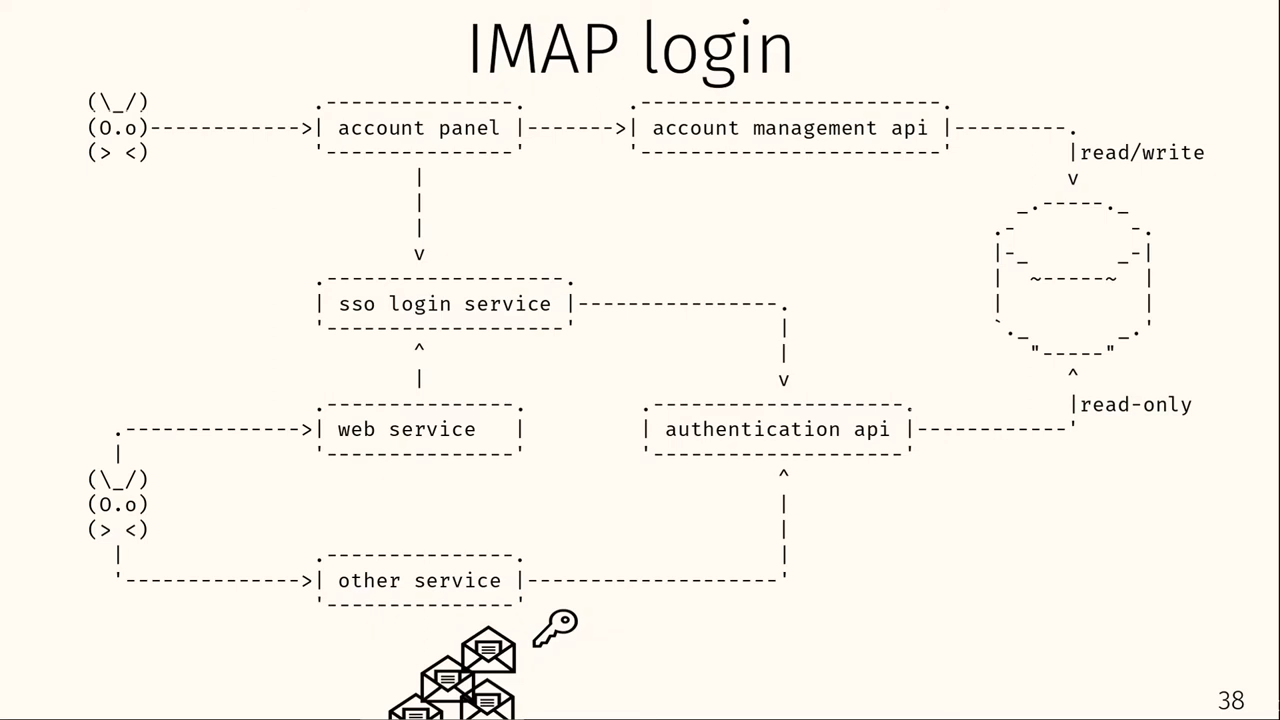 IMAP login
account panel
account management api
read/write
sso login service
read-only
web service
authentication api
(\_/)
(O.o)
(> <)
(\_/)
(O.o)
(> <)
other service
38